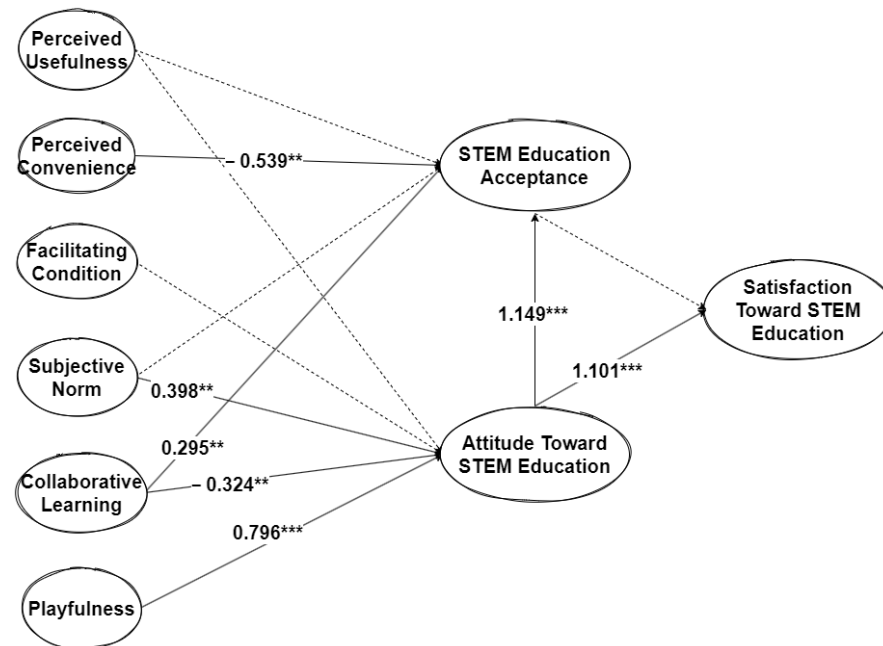 Perceived
Usefulness
Perceived
Convenience
– 0.539**
STEM Education
Acceptance
Facilitating
Condition
Satisfaction
Toward STEM
Education
1.149***
Subjective
Norm
0.398**
1.101***
Attitude Toward
STEM Education
0.295**
Collaborative
Learning
– 0.324**
0.796***
Playfulness